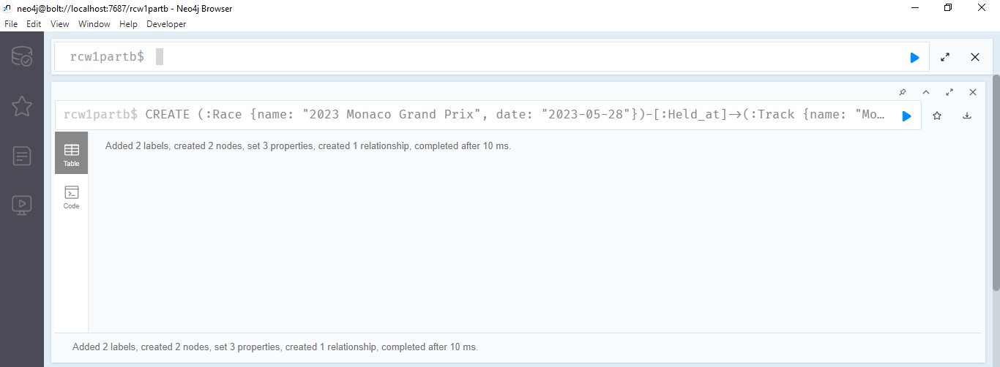 neo4j@bolt://localhost:7687/rcw1partb - Neo4j Browser
File Edit View Window Help Developer
rcw1partb$
rcw1partb$ CREATE (:Race {name: "2023 Monaco Grand Prix", date: "2023-05-28"})-[:Held_at]→(:Track {name: "Mo…
Table
Added 2 labels, created 2 nodes, set 3 properties, created 1 relationship, completed after 10 ms.
Code
Added 2 labels, created 2 nodes, set 3 properties, created 1 relationship, completed after 10 ms.